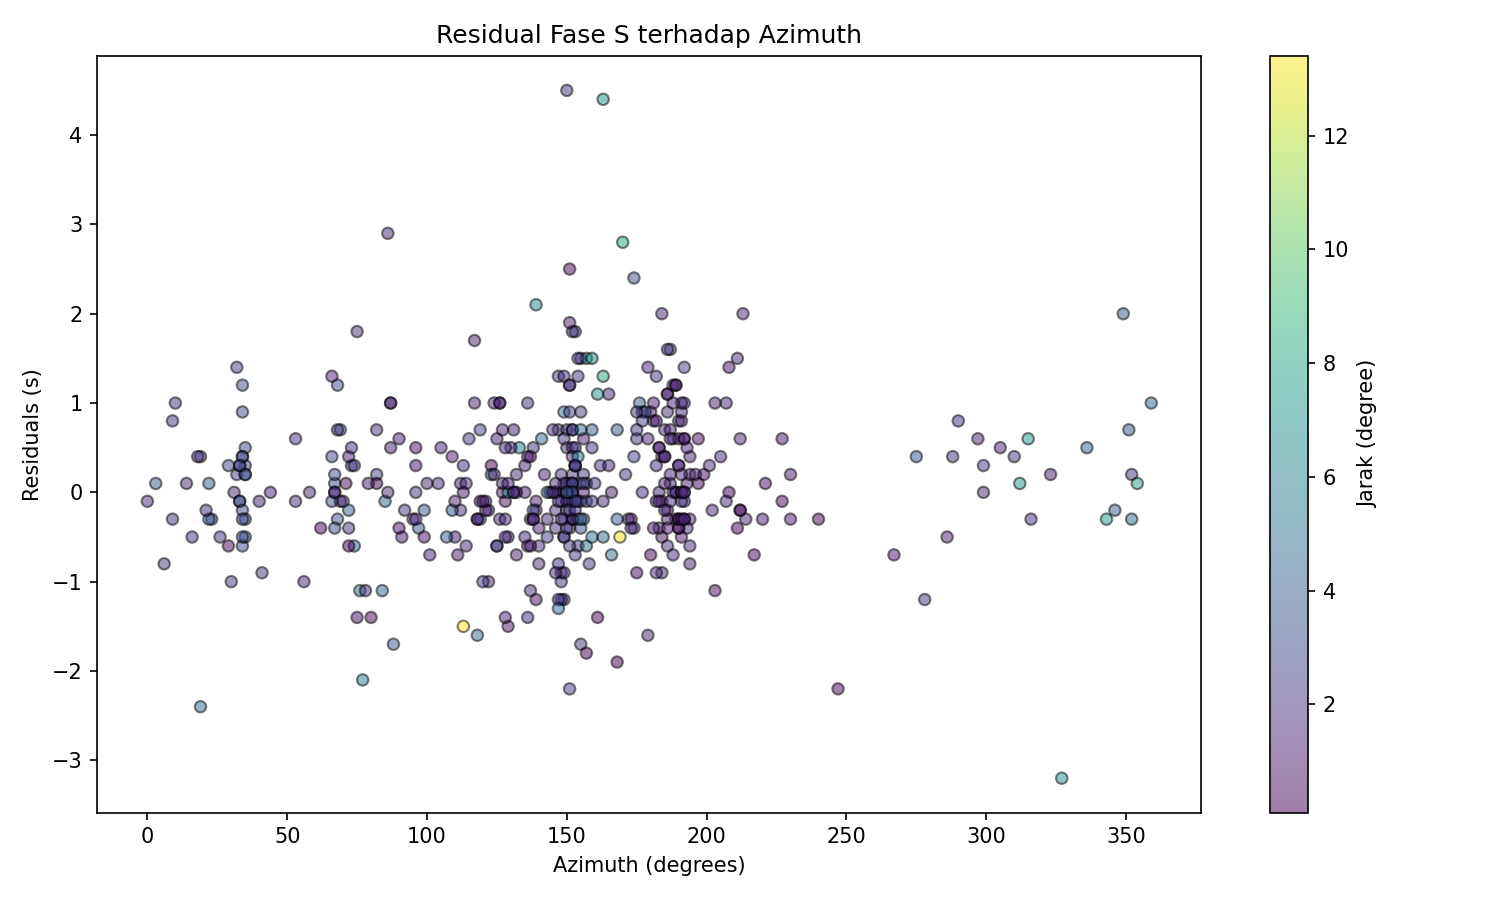 Residual Fase S terhadap Azimuth
Residuals (s)
4
3
2
1
0
−1
−2
−3
0 50 100 150 200 250 300 350
Azimuth (degrees)
12
10
8
6
4
2
Jarak (degree)